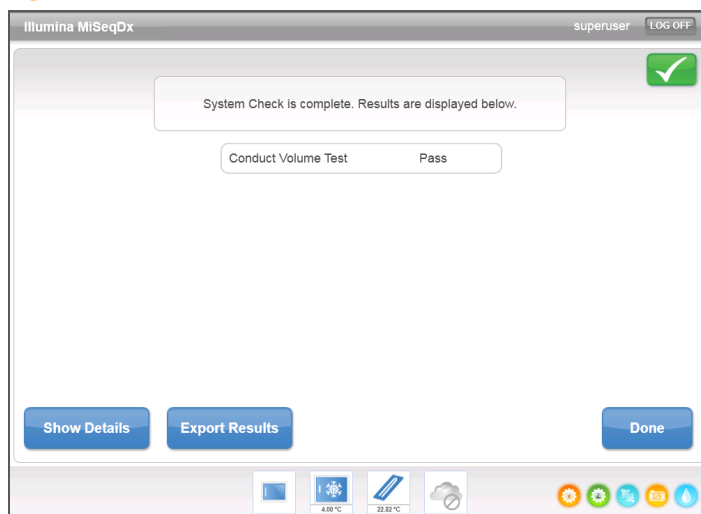 Illumina MiSeqDx
superuser LOG OFF
System Check is complete. Results are displayed below.
Conduct Volume Test Pass
Show Details Export Results Done
4.00 °C 22.82 °C